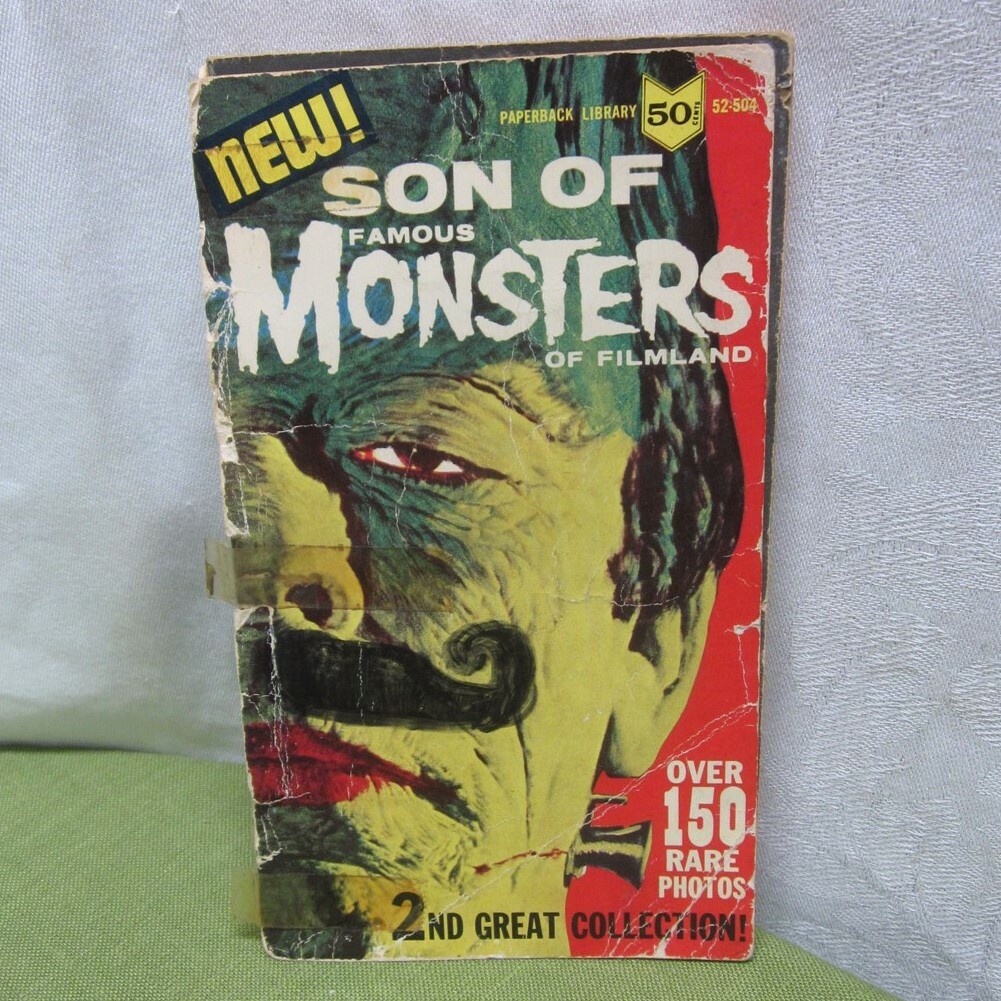 NEW!
PAPERBACK LIBRARY 50 CENTS 52-504
SON OF
FAMOUS
MONSTERS
OF FILMLAND
OVER
150
RARE
PHOTOS
2ND GREAT COLLECTION!